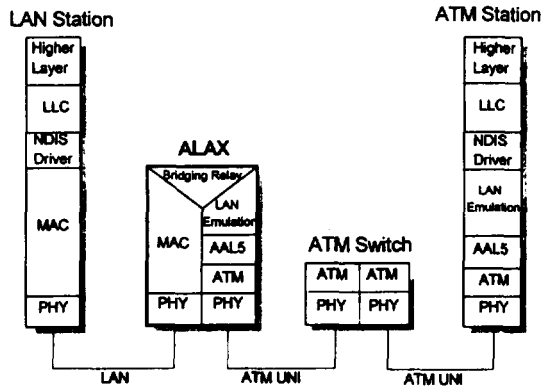 LAN Station
Higher
Layer
LLC
NDIS
Driver
MAC
PHY
ALAX
Bridging Relay
MAC
LAN
Emulation
AAL5
ATM
PHY
PHY
ATM Switch
ATM
ATM
PHY
PHY
ATM Station
Higher
Layer
LLC
NDIS
Driver
LAN
Emulation
AAL5
ATM
PHY
LAN
ATM UNI
ATM UNI